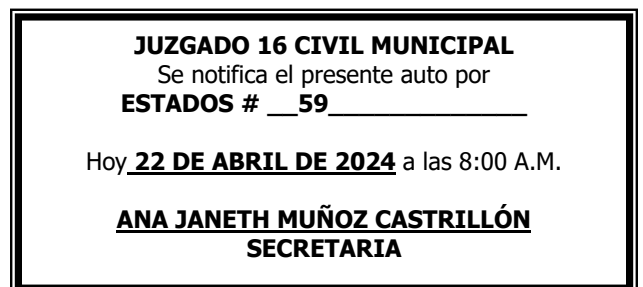 JUZGADO 16 CIVIL MUNICIPAL
Se notifica el presente auto por
ESTADOS # __59______________
Hoy 22 DE ABRIL DE 2024 a las 8:00 A.M.
ANA JANETH MUÑOZ CASTRILLÓN
SECRETARIA